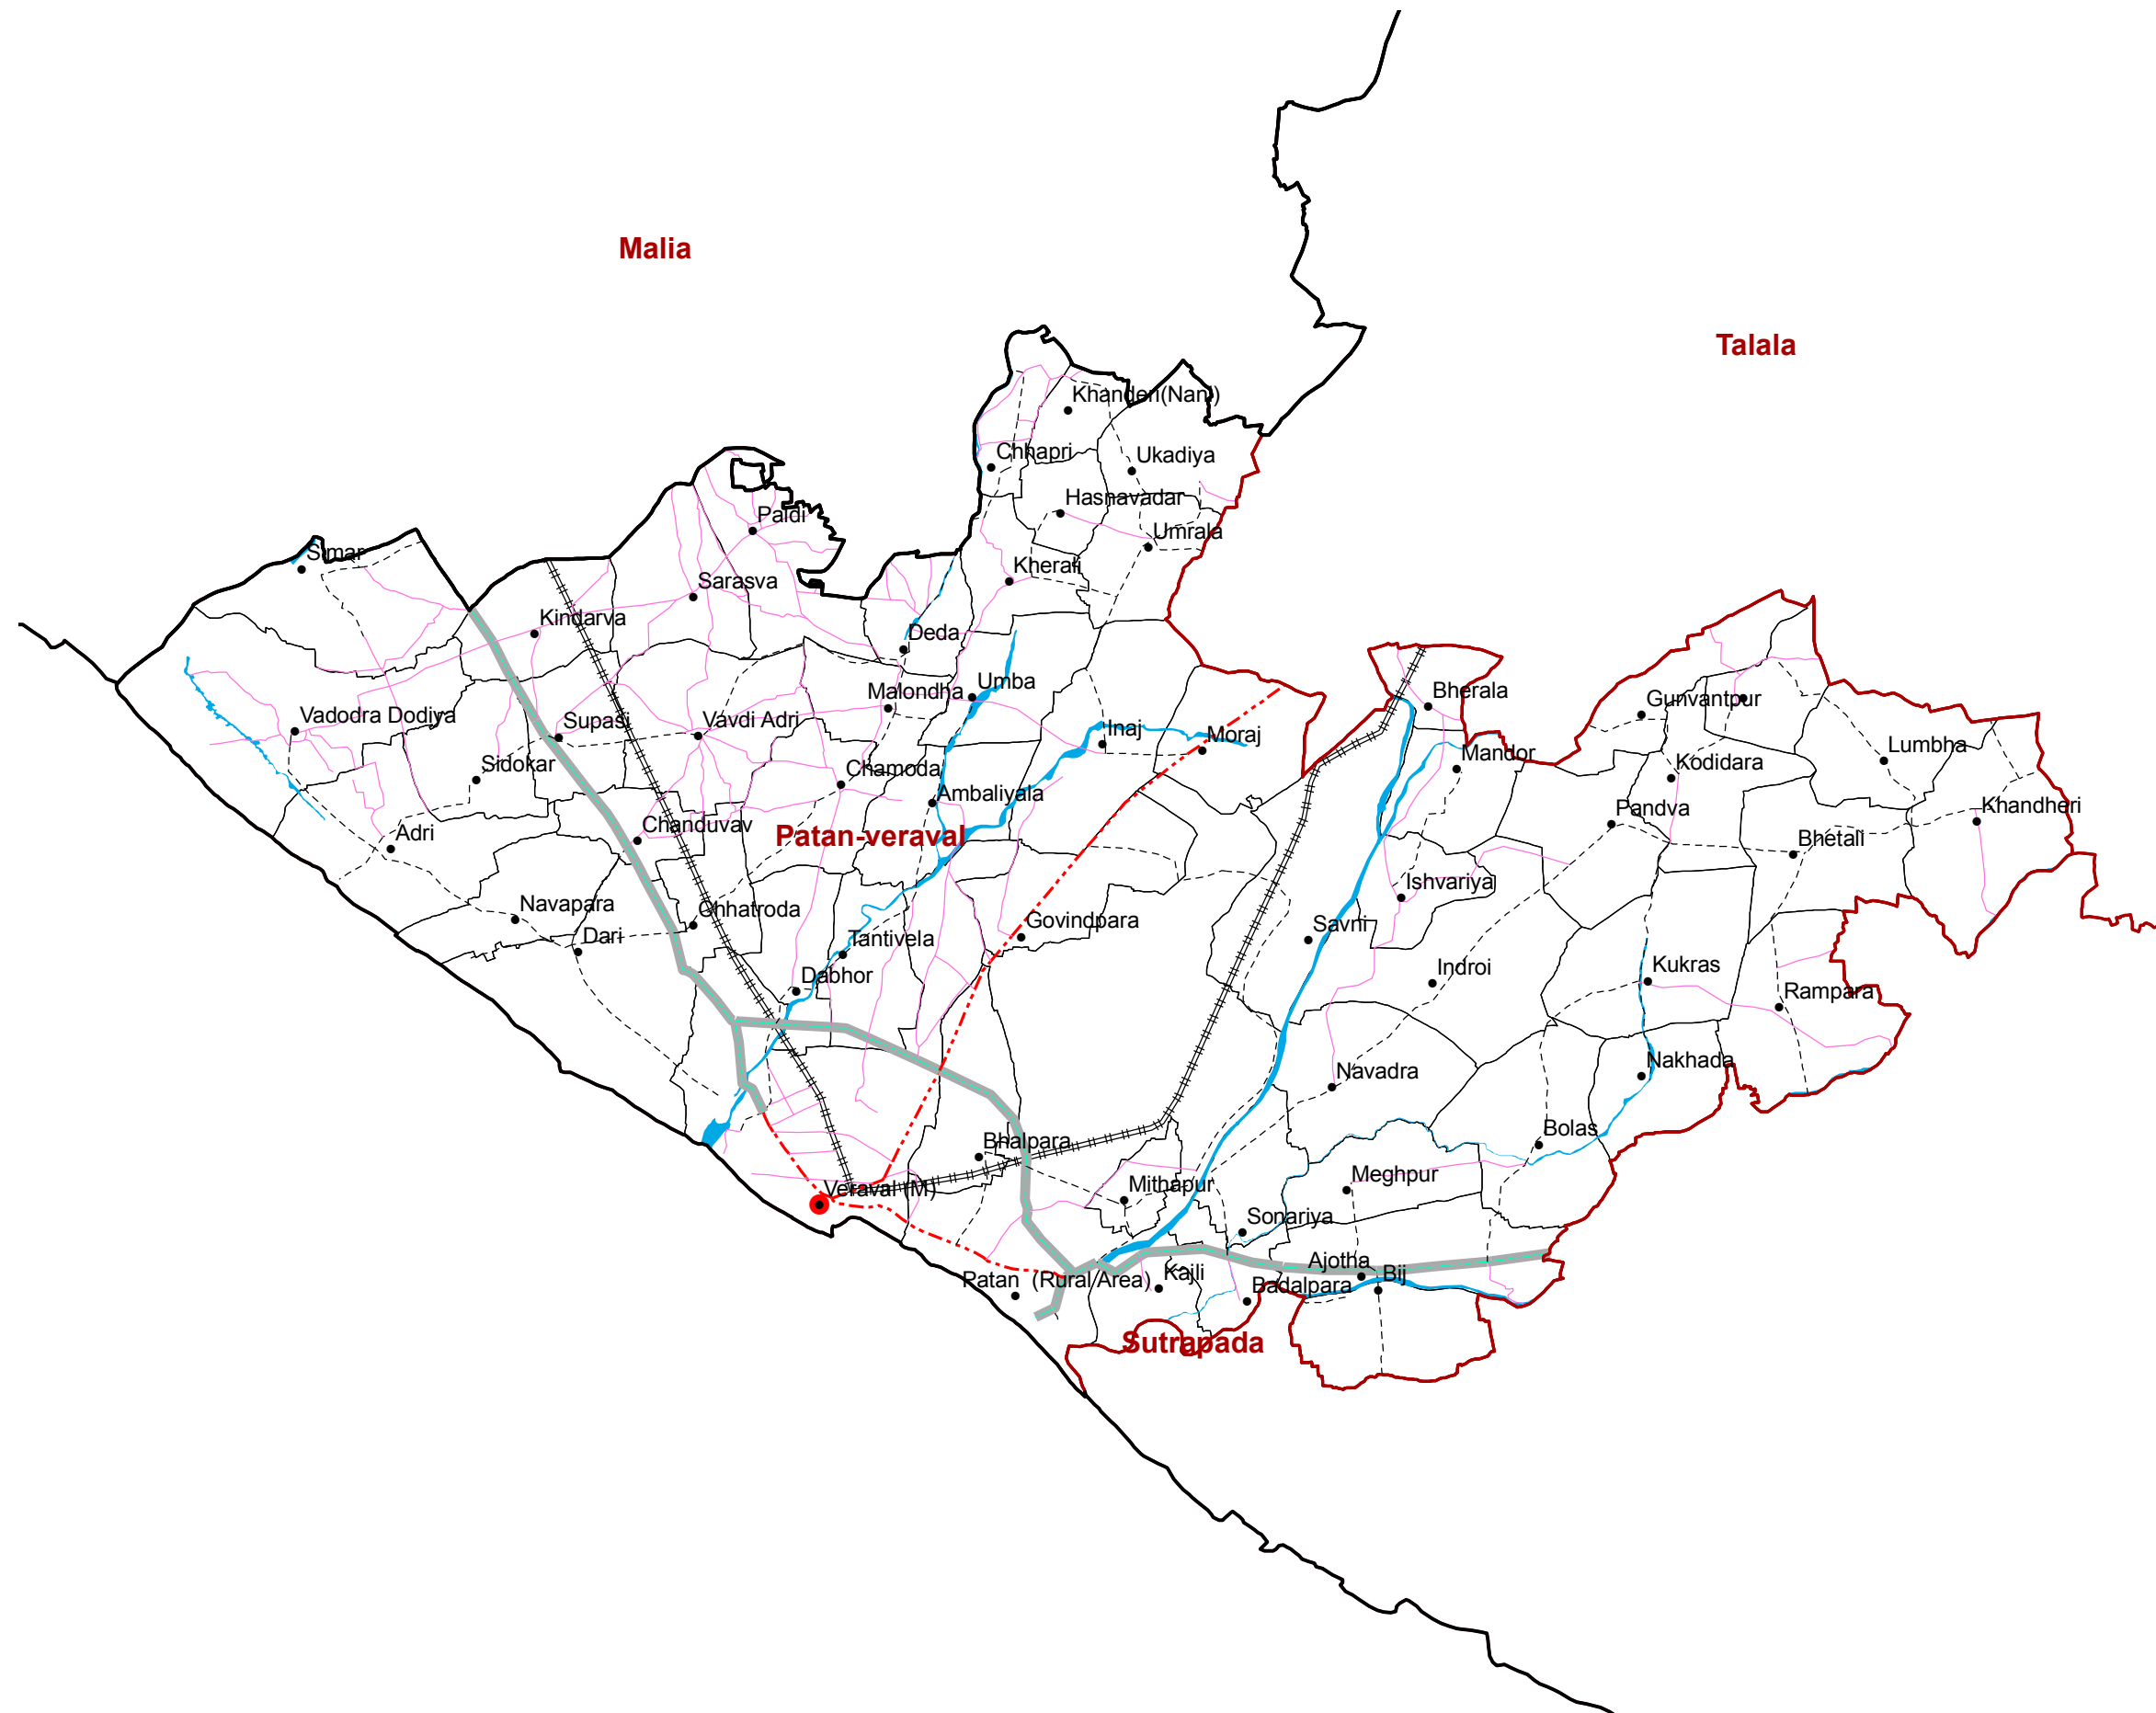 Malia
Talala
Khanderi(Nani)
Chhapri
Ukadiya
Hasnavadar
Paldi
Umrala
Simar
Kherali
Sarasva
Kindarva
Deda
Umba
Malondha
Bherala
Gunvantpur
Vadodra Dodiya
Supasi
Vavdi Adri
Inaj
Moraj
Lumbha
Mandor
Kodidara
Sidokar
Chamoda
Ambaliyala
Pandva
Khandheri
Chanduvav
Patan-veraval
Adri
Bhetali
Ishvariya
Navapara
Chhatroda
Govindpara
Savni
Dari
Tantivela
Dabhor
Indroi
Kukras
Rampara
Nakhada
Navadra
Bolas
Bhalpara
Meghpur
Veraval (M)
Mithapur
Sonariya
Ajotha
Patan (Rural Area)
Kajli
Badalpara
Bij
Sutrapada